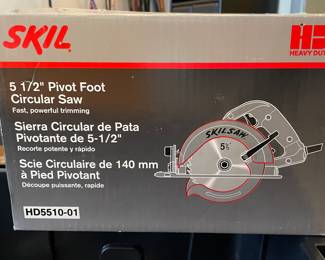 SKIL
HD
HEAVY DUT
5 1/2" Pivot Foot
Circular Saw
Fast, powerful trimming
Sierra Circular de Pata
Pivotante de 5-1/2"
Recorte potente y rápido
Scie Circulaire de 140 mm
à Pied Pivotant
Découpe puissante, rapide
HD5510-01
SKILSAW
5½